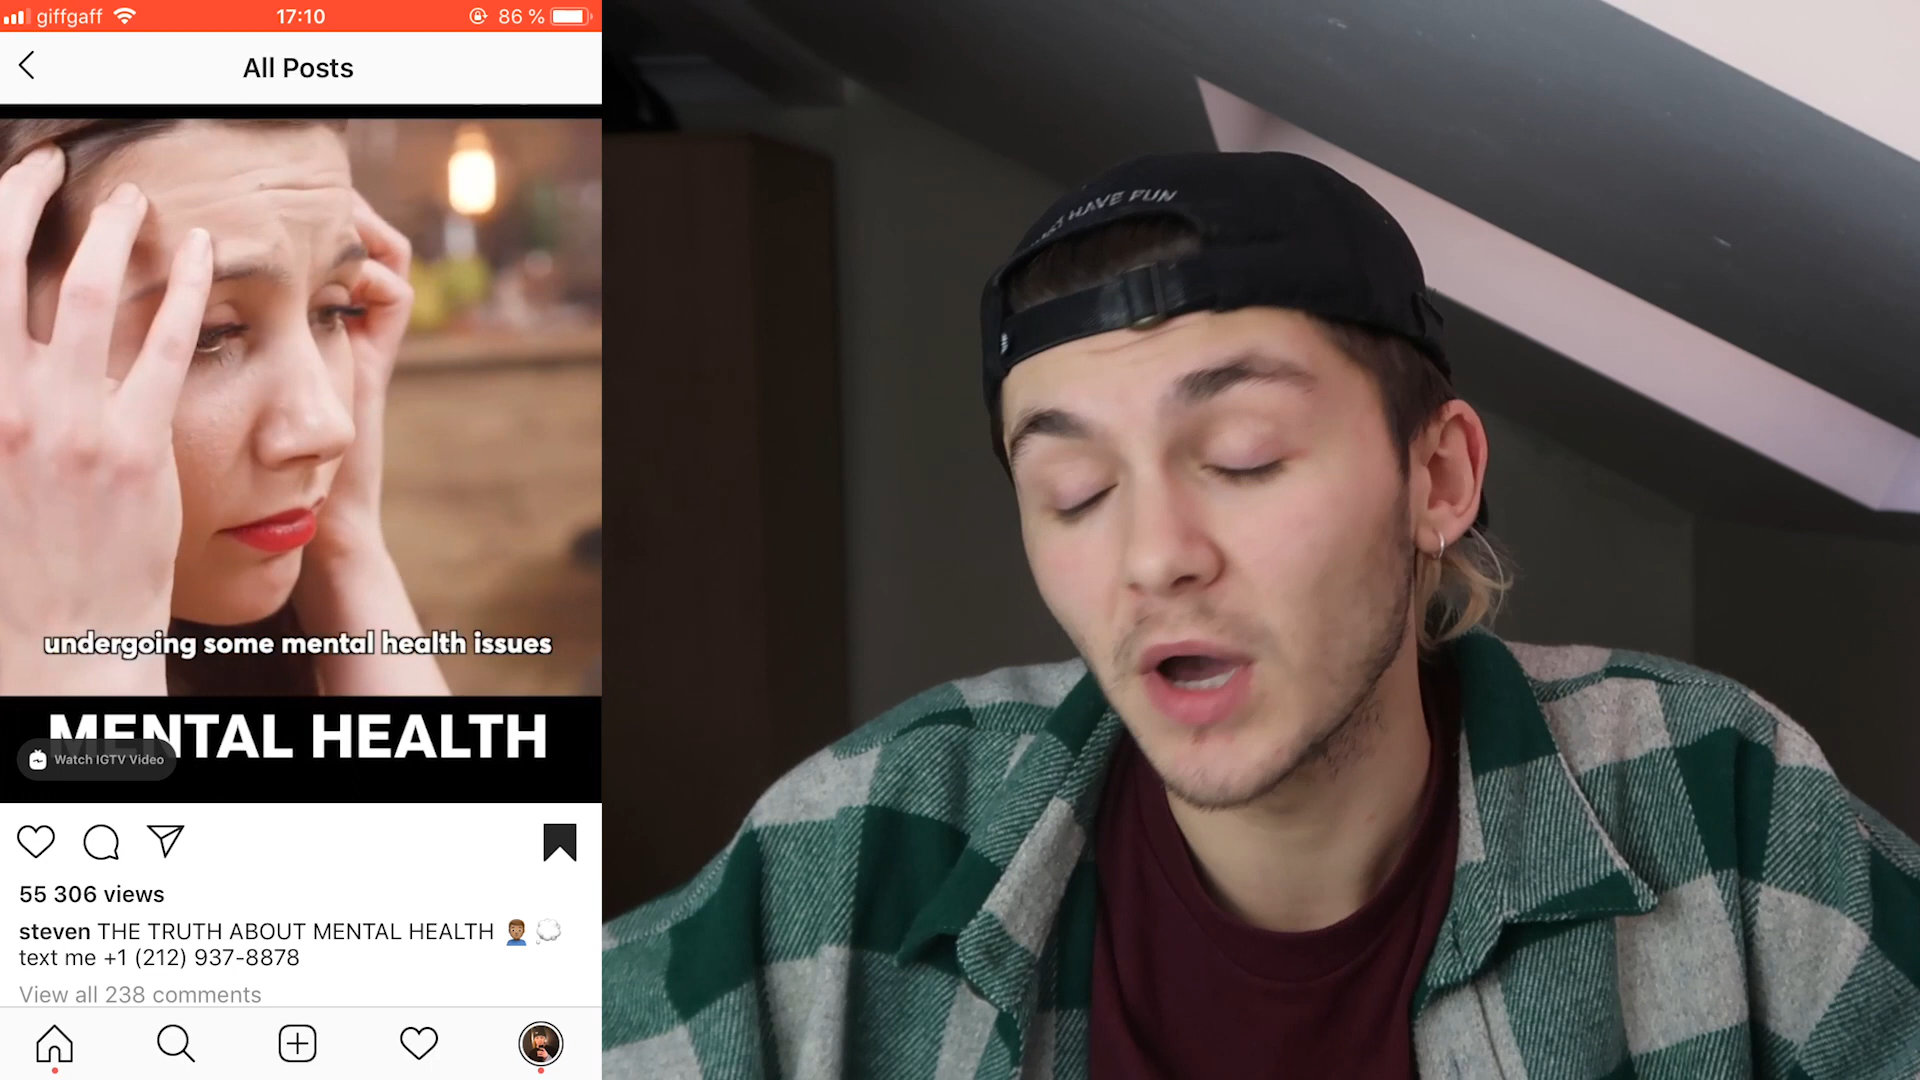 giffgaff
17:10
86 %
All Posts
HAVE FUN
undergoing some mental health issues
MENTAL HEALTH
Watch IGTV Video
55 306 views
steven THE TRUTH ABOUT MENTAL HEALTH
text me +1 (212) 937-8878
View all 238 comments